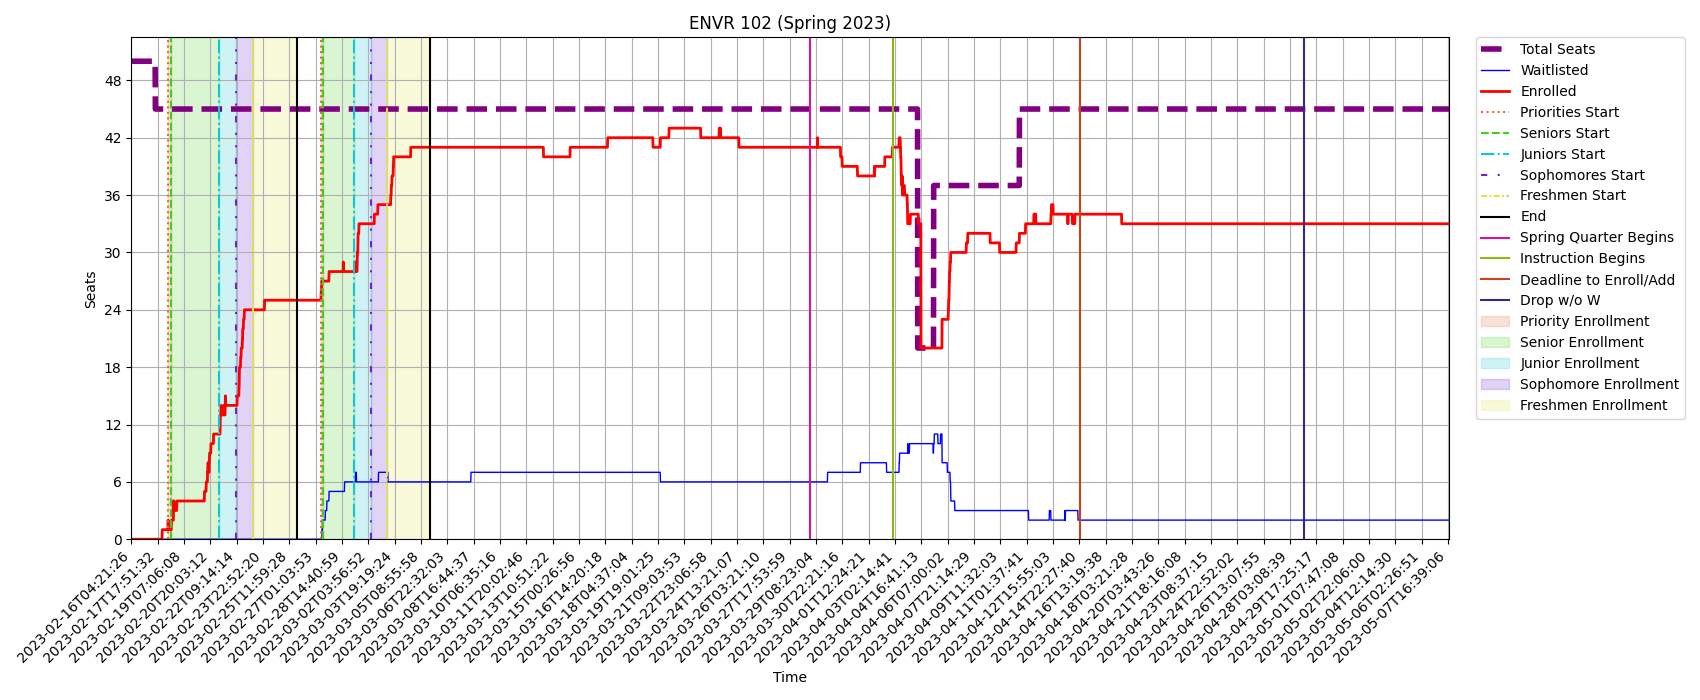 ENVR 102 (Spring 2023)
Seats
48
42
36
30
24
18
12
6
0
2023-02-16T04:21:26
2023-02-17T17:51:32
2023-02-19T07:06:08
2023-02-20T20:03:12
2023-02-22T09:14:14
2023-02-23T22:52:20
2023-02-25T11:59:28
2023-02-27T01:03:53
2023-02-28T14:40:59
2023-03-02T03:56:52
2023-03-03T19:19:24
2023-03-05T08:55:58
2023-03-06T22:32:03
2023-03-08T16:44:37
2023-03-10T06:35:16
2023-03-11T20:02:46
2023-03-13T10:51:22
2023-03-15T00:26:56
2023-03-16T14:20:18
2023-03-18T04:37:04
2023-03-19T19:01:25
2023-03-21T09:03:55
2023-03-22T23:06:58
2023-03-24T13:21:07
2023-03-26T03:21:10
2023-03-27T17:53:59
2023-03-29T08:23:04
2023-03-30T22:21:16
2023-04-01T12:24:21
2023-04-03T02:14:41
2023-04-04T16:41:13
2023-04-06T07:00:02
2023-04-07T21:14:29
2023-04-09T11:32:03
2023-04-11T01:37:41
2023-04-12T15:55:03
2023-04-14T22:27:40
2023-04-16T13:19:38
2023-04-18T03:21:28
2023-04-20T03:43:26
2023-04-21T18:16:09
2023-04-23T08:37:15
2023-04-24T22:52:02
2023-04-26T13:07:55
2023-04-28T03:08:39
2023-04-29T17:25:17
2023-05-01T07:47:08
2023-05-02T22:06:00
2023-05-04T12:14:30
2023-05-06T02:26:51
2023-05-07T16:39:06
Time
Total Seats
Waitlisted
Enrolled
Priorities Start
Seniors Start
Juniors Start
Sophomores Start
Freshmen Start
End
Spring Quarter Begins
Instruction Begins
Deadline to Enroll/Add
Drop w/o W
Priority Enrollment
Senior Enrollment
Junior Enrollment
Sophomore Enrollment
Freshmen Enrollment